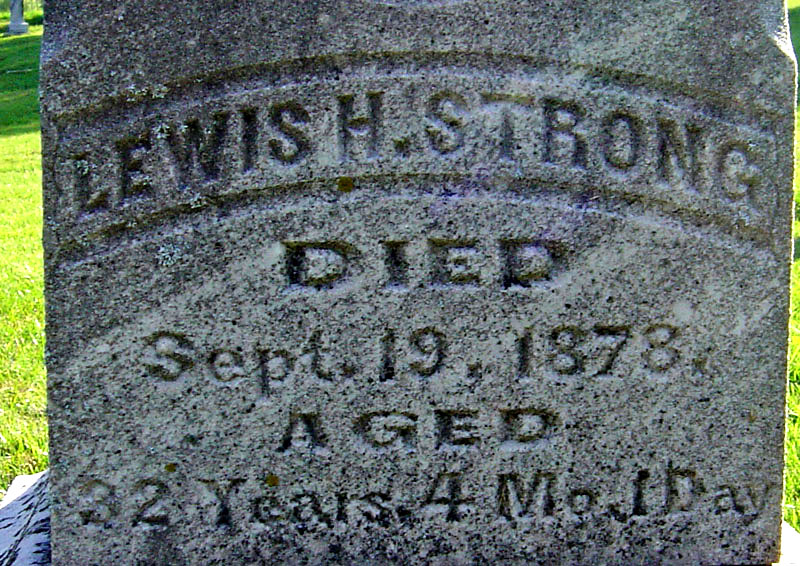 LEWIS H. STRONG
DIED
Sept. 19, 1878.
AGED
32 Years. 4 Mo. 1 Day